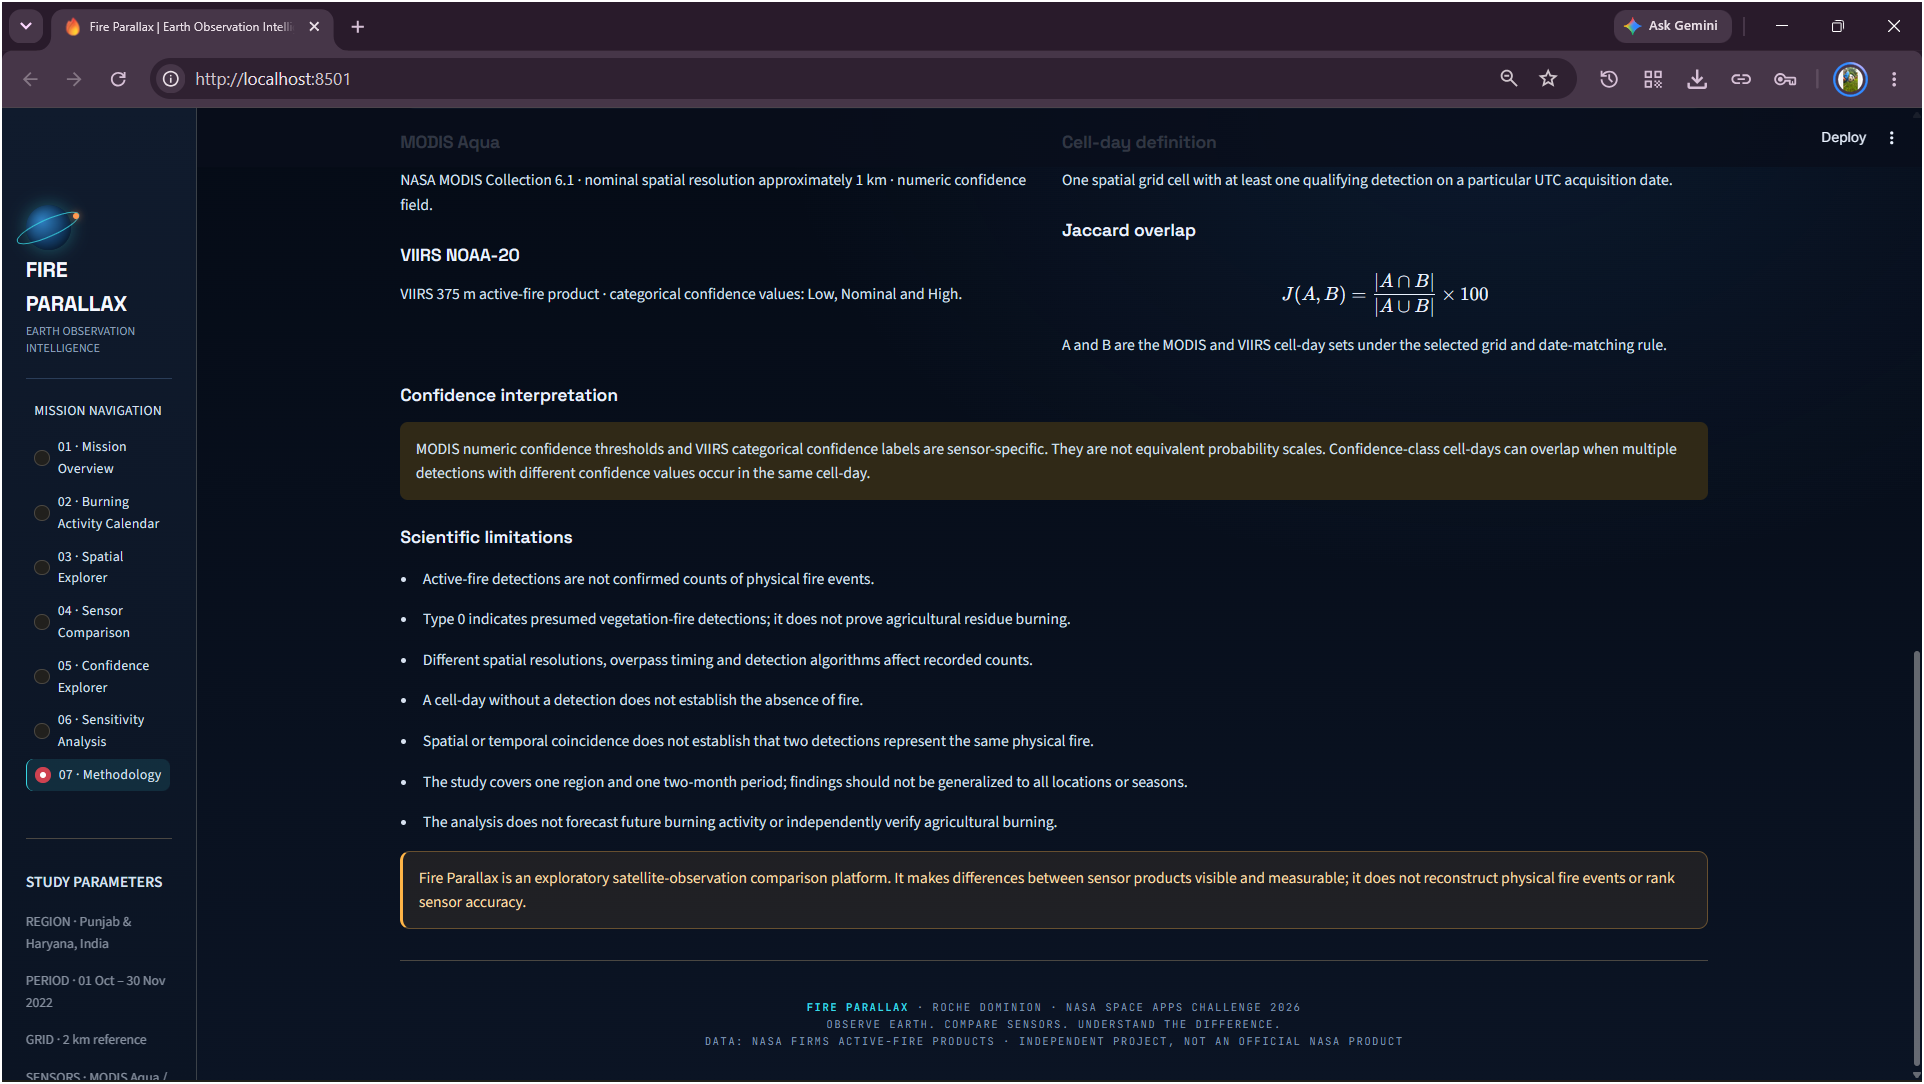 Fire Parallax | Earth Observation Intelli
Ask Gemini
http://localhost:8501
Deploy
FIRE
PARALLAX
EARTH OBSERVATION
INTELLIGENCE
MISSION NAVIGATION
01 · Mission
Overview
02 · Burning
Activity Calendar
03 · Spatial
Explorer
04 · Sensor
Comparison
05 · Confidence
Explorer
06 · Sensitivity
Analysis
07 · Methodology
STUDY PARAMETERS
REGION · Punjab &
Haryana, India
PERIOD · 01 Oct – 30 Nov
2022
GRID · 2 km reference
SENSORS · MODIS Aqua /
MODIS Aqua
NASA MODIS Collection 6.1 · nominal spatial resolution approximately 1 km · numeric confidence
field.
VIIRS NOAA-20
VIIRS 375 m active-fire product · categorical confidence values: Low, Nominal and High.
Cell-day definition
One spatial grid cell with at least one qualifying detection on a particular UTC acquisition date.
Jaccard overlap
J(A, B) = |A ∩ B| / |A ∪ B| × 100
A and B are the MODIS and VIIRS cell-day sets under the selected grid and date-matching rule.
Confidence interpretation
MODIS numeric confidence thresholds and VIIRS categorical confidence labels are sensor-specific. They are not equivalent probability scales. Confidence-class cell-days can overlap when multiple
detections with different confidence values occur in the same cell-day.
Scientific limitations
• Active-fire detections are not confirmed counts of physical fire events.
• Type 0 indicates presumed vegetation-fire detections; it does not prove agricultural residue burning.
• Different spatial resolutions, overpass timing and detection algorithms affect recorded counts.
• A cell-day without a detection does not establish the absence of fire.
• Spatial or temporal coincidence does not establish that two detections represent the same physical fire.
• The study covers one region and one two-month period; findings should not be generalized to all locations or seasons.
• The analysis does not forecast future burning activity or independently verify agricultural burning.
Fire Parallax is an exploratory satellite-observation comparison platform. It makes differences between sensor products visible and measurable; it does not reconstruct physical fire events or rank
sensor accuracy.
FIRE PARALLAX · ROCHE DOMINION · NASA SPACE APPS CHALLENGE 2026
OBSERVE EARTH. COMPARE SENSORS. UNDERSTAND THE DIFFERENCE.
DATA: NASA FIRMS ACTIVE-FIRE PRODUCTS · INDEPENDENT PROJECT, NOT AN OFFICIAL NASA PRODUCT